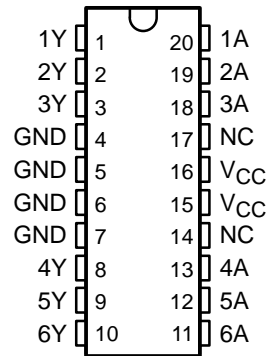 1Y 1 20 1A
2Y 2 19 2A
3Y 3 18 3A
GND 4 17 NC
GND 5 16 VCC
GND 6 15 VCC
GND 7 14 NC
4Y 8 13 4A
5Y 9 12 5A
6Y 10 11 6A